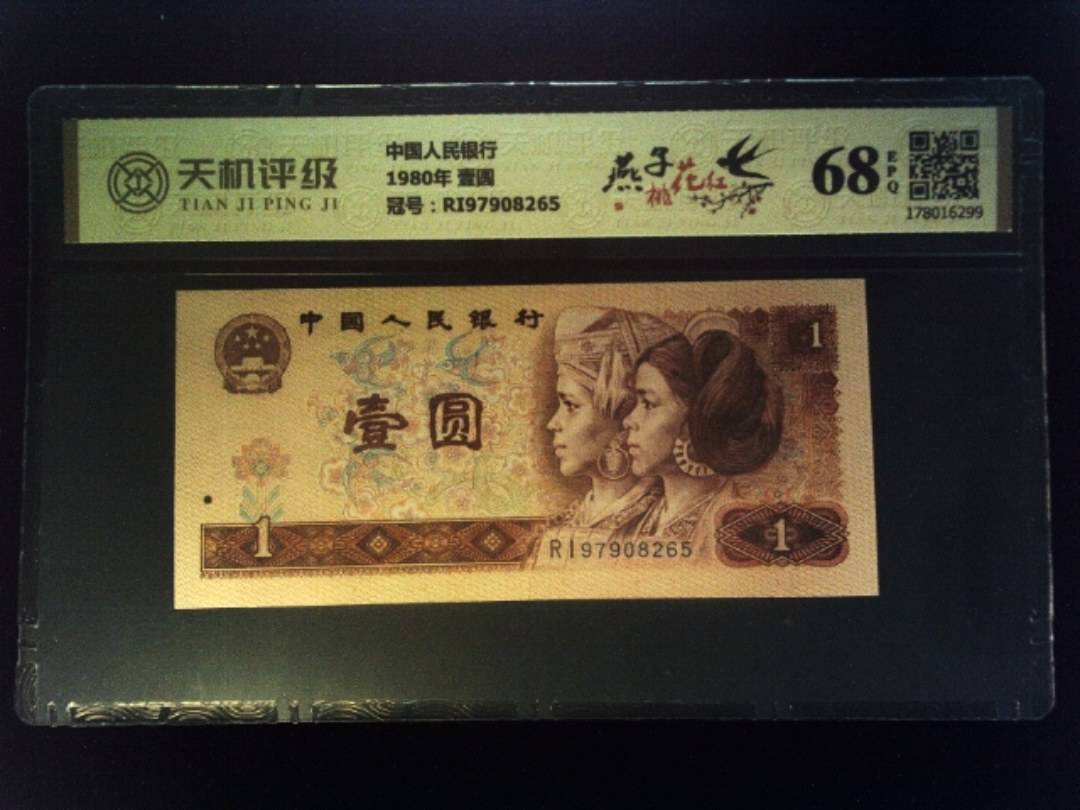 天机评级
TIAN JI PING JI
中国人民银行
1980年 壹圆
冠号：RI97908265
燕子
桃花红
68
EPQ
178016299
中国人民银行
1
壹圆
1
RI97908265
1